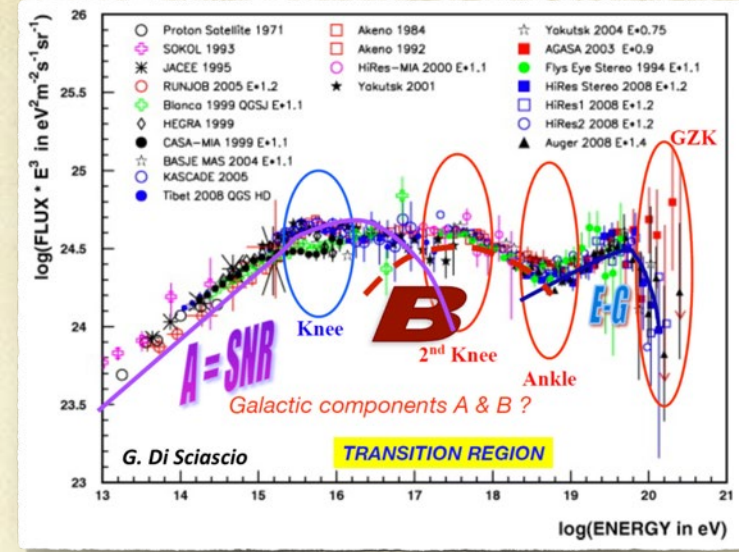 log(FLUX * E³ in eV²m⁻²s⁻¹sr⁻¹)
26
25.5
25
24.5
24
23.5
23
Proton Satellite 1971
SOKOL 1993
JACEE 1995
RUNJOB 2005 E*1.2
Blanca 1999 QGSJ E*1.1
HEGRA 1999
CASA-MIA 1999 E*1.1
BASJE MAS 2004 E*1.1
KASCADE 2005
Tibet 2008 QGS HD
Akeno 1984
Akeno 1992
HiRes-MIA 2000 E*1.1
Yakutsk 2001
Yakutsk 2004 E*0.75
AGASA 2003 E*0.9
Flys Eye Stereo 1994 E*1.1
HiRes Stereo 2008 E*1.2
HiRes1 2008 E*1.2
HiRes2 2008 E*1.2
Auger 2008 E*1.4
GZK
Knee
B
2nd Knee
E-G
Ankle
A = SNR
Galactic components A & B ?
G. Di Sciascio
TRANSITION REGION
13 14 15 16 17 18 19 20 21
log(ENERGY in eV)